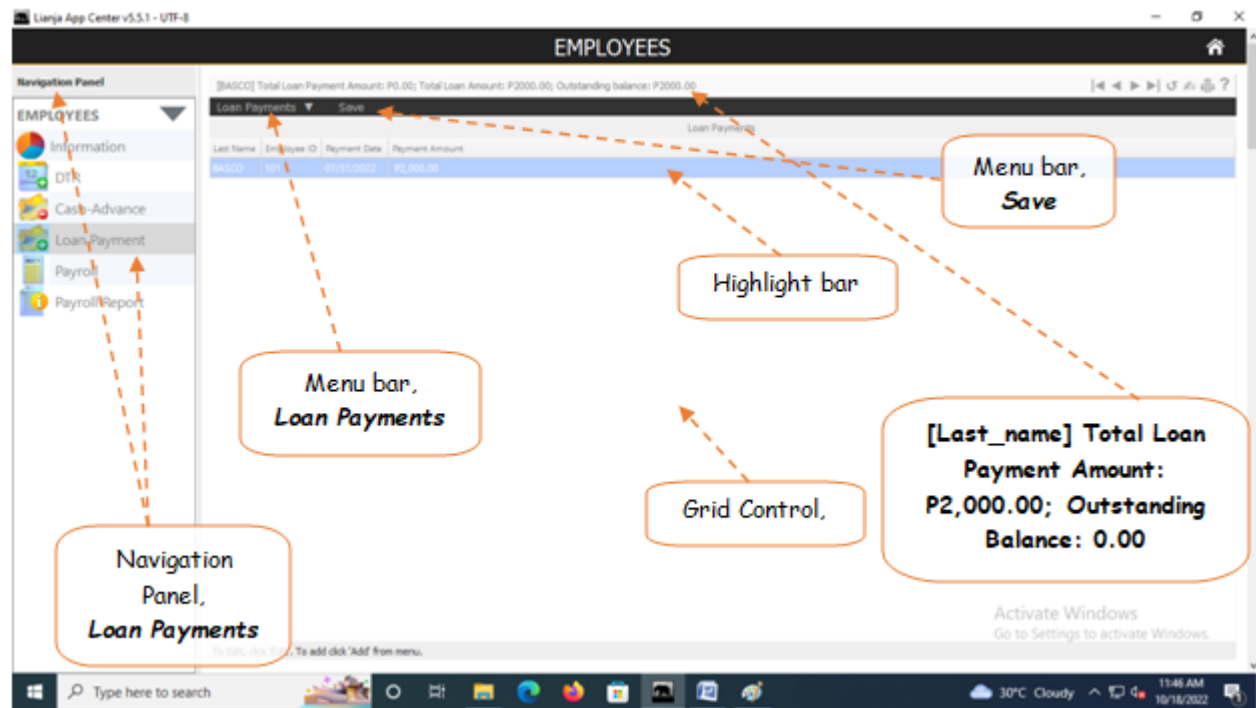 Lianja App Center v5.5.1 - UTF-8
EMPLOYEES
Navigation Panel
[BASCO] Total Loan Payment Amount: P0.00; Total Loan Amount: P2000.00; Outstanding balance: P2000.00
EMPLOYEES
Loan Payments ▼ Save
Loan Payments
Last Name Employee ID Payment Date Payment Amount
BASCO 101 07/31/2022 P2,000.00
Information
DTR
Cash-Advance
Loan Payment
Payroll
Payroll Report
Menu bar,
Save
Highlight bar
Menu bar,
Loan Payments
[Last_name] Total Loan
Payment Amount:
P2,000.00; Outstanding
Balance: 0.00
Grid Control,
Navigation
Panel,
Loan Payments
Activate Windows
Go to Settings to activate Windows.
To Edit, click To add click 'Add' from menu.
Type here to search
30°C Cloudy
11:46 AM
10/18/2022